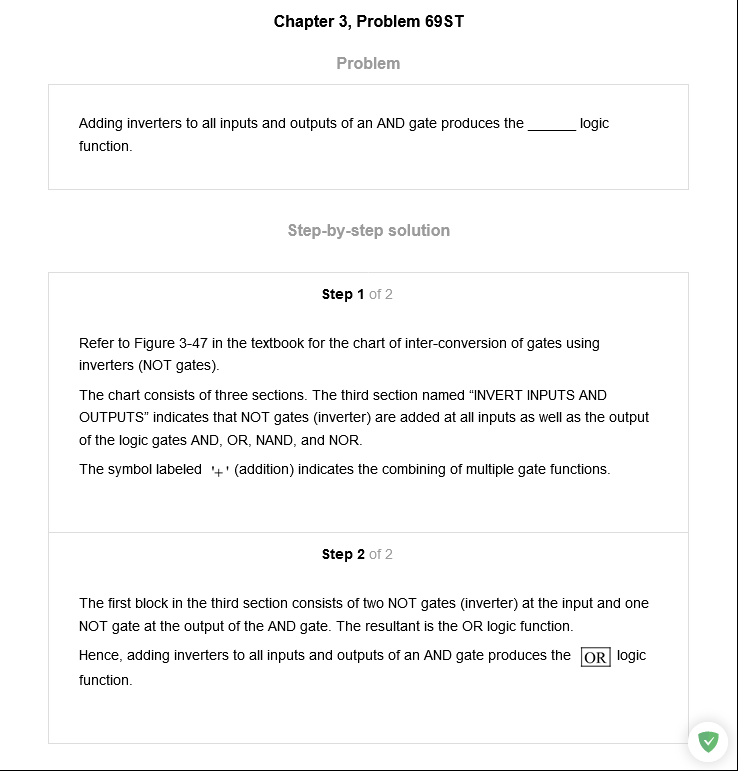 Chapter 3, Problem 69ST
Problem
Adding inverters to all inputs and outputs of an AND gate produces the ______ logic
function.
Step-by-step solution
Step 1 of 2
Refer to Figure 3-47 in the textbook for the chart of inter-conversion of gates using
inverters (NOT gates).
The chart consists of three sections. The third section named “INVERT INPUTS AND
OUTPUTS” indicates that NOT gates (inverter) are added at all inputs as well as the output
of the logic gates AND, OR, NAND, and NOR.
The symbol labeled '+' (addition) indicates the combining of multiple gate functions.
Step 2 of 2
The first block in the third section consists of two NOT gates (inverter) at the input and one
NOT gate at the output of the AND gate. The resultant is the OR logic function.
Hence, adding inverters to all inputs and outputs of an AND gate produces the OR logic
function.